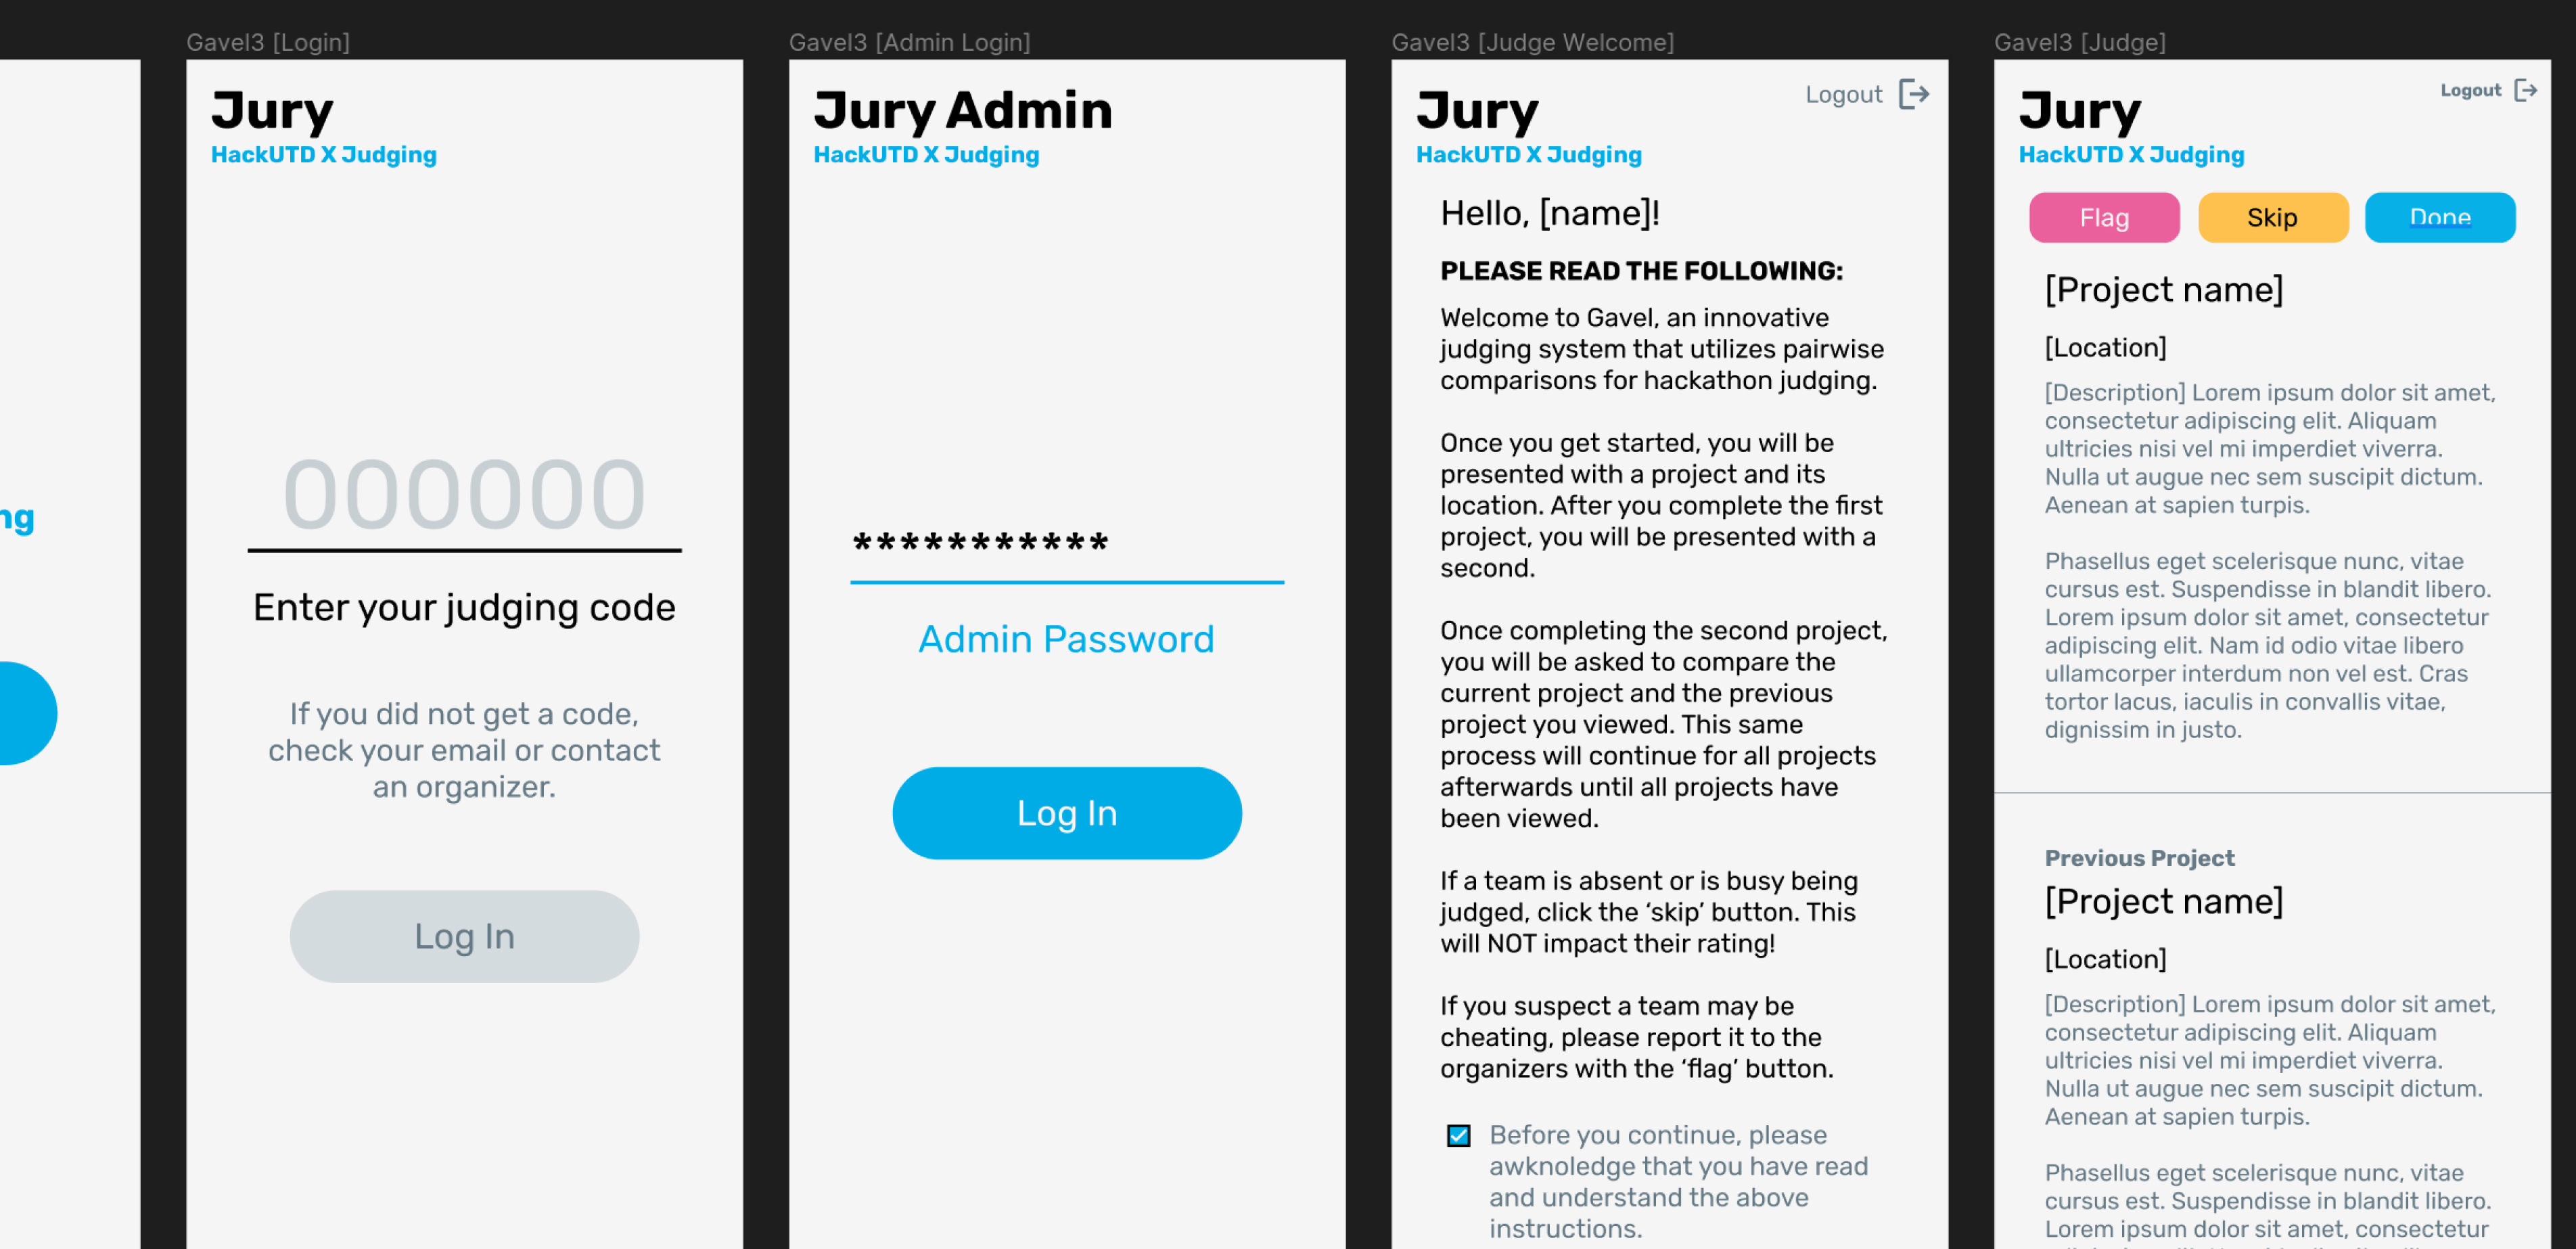 ng
Gavel3 [Login]
Jury
HackUTD X Judging
000000
Enter your judging code
If you did not get a code,
check your email or contact
an organizer.
Log In
Gavel3 [Admin Login]
Jury Admin
HackUTD X Judging
***********
Admin Password
Log In
Gavel3 [Judge Welcome]
Jury
Logout
HackUTD X Judging
Hello, [name]!
PLEASE READ THE FOLLOWING:
Welcome to Gavel, an innovative
judging system that utilizes pairwise
comparisons for hackathon judging.
Once you get started, you will be
presented with a project and its
location. After you complete the first
project, you will be presented with a
second.
Once completing the second project,
you will be asked to compare the
current project and the previous
project you viewed. This same
process will continue for all projects
afterwards until all projects have
been viewed.
If a team is absent or is busy being
judged, click the ‘skip’ button. This
will NOT impact their rating!
If you suspect a team may be
cheating, please report it to the
organizers with the ‘flag’ button.
Before you continue, please
awknoledge that you have read
and understand the above
instructions.
Gavel3 [Judge]
Jury
Logout
HackUTD X Judging
Flag
Skip
Done
[Project name]
[Location]
[Description] Lorem ipsum dolor sit amet,
consectetur adipiscing elit. Aliquam
ultricies nisi vel mi imperdiet viverra.
Nulla ut augue nec sem suscipit dictum.
Aenean at sapien turpis.
Phasellus eget scelerisque nunc, vitae
cursus est. Suspendisse in blandit libero.
Lorem ipsum dolor sit amet, consectetur
adipiscing elit. Nam id odio vitae libero
ullamcorper interdum non vel est. Cras
tortor lacus, iaculis in convallis vitae,
dignissim in justo.
Previous Project
[Project name]
[Location]
[Description] Lorem ipsum dolor sit amet,
consectetur adipiscing elit. Aliquam
ultricies nisi vel mi imperdiet viverra.
Nulla ut augue nec sem suscipit dictum.
Aenean at sapien turpis.
Phasellus eget scelerisque nunc, vitae
cursus est. Suspendisse in blandit libero.
Lorem ipsum dolor sit amet, consectetur